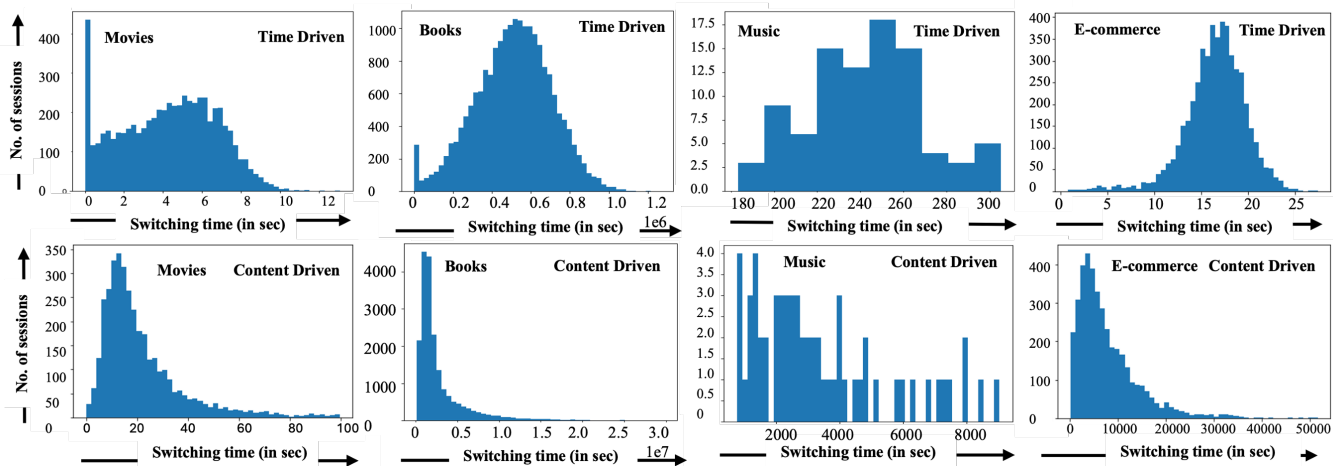 No. of sessions
400
300
200
100
0
0
Movies
Time Driven
0 2 4 6 8 10 12
Switching time (in sec)
1000
800
600
400
200
0
Books
Time Driven
0 0.2 0.4 0.6 0.8 1.0 1.2
Switching time (in sec)
1e6
17.5
15.0
12.5
10.0
7.5
5.0
2.5
0.0
Music
Time Driven
180 200 220 240 260 280 300
Switching time (in sec)
400
350
300
250
200
150
100
50
0
E-commerce
Time Driven
0 5 10 15 20 25
Switching time (in sec)
No. of sessions
350
300
250
200
150
100
50
0
Movies
Content Driven
0 20 40 60 80 100
Switching time (in sec)
4000
3000
2000
1000
0
Books
Content Driven
0 0.5 1.0 1.5 2.0 2.5 3.0
Switching time (in sec)
1e7
4.0
3.5
3.0
2.5
2.0
1.5
1.0
0.5
0
Music
Content Driven
2000 4000 6000 8000
Switching time (in sec)
400
300
200
100
0
E-commerce
Content Driven
0 10000 20000 30000 40000 50000
Switching time (in sec)